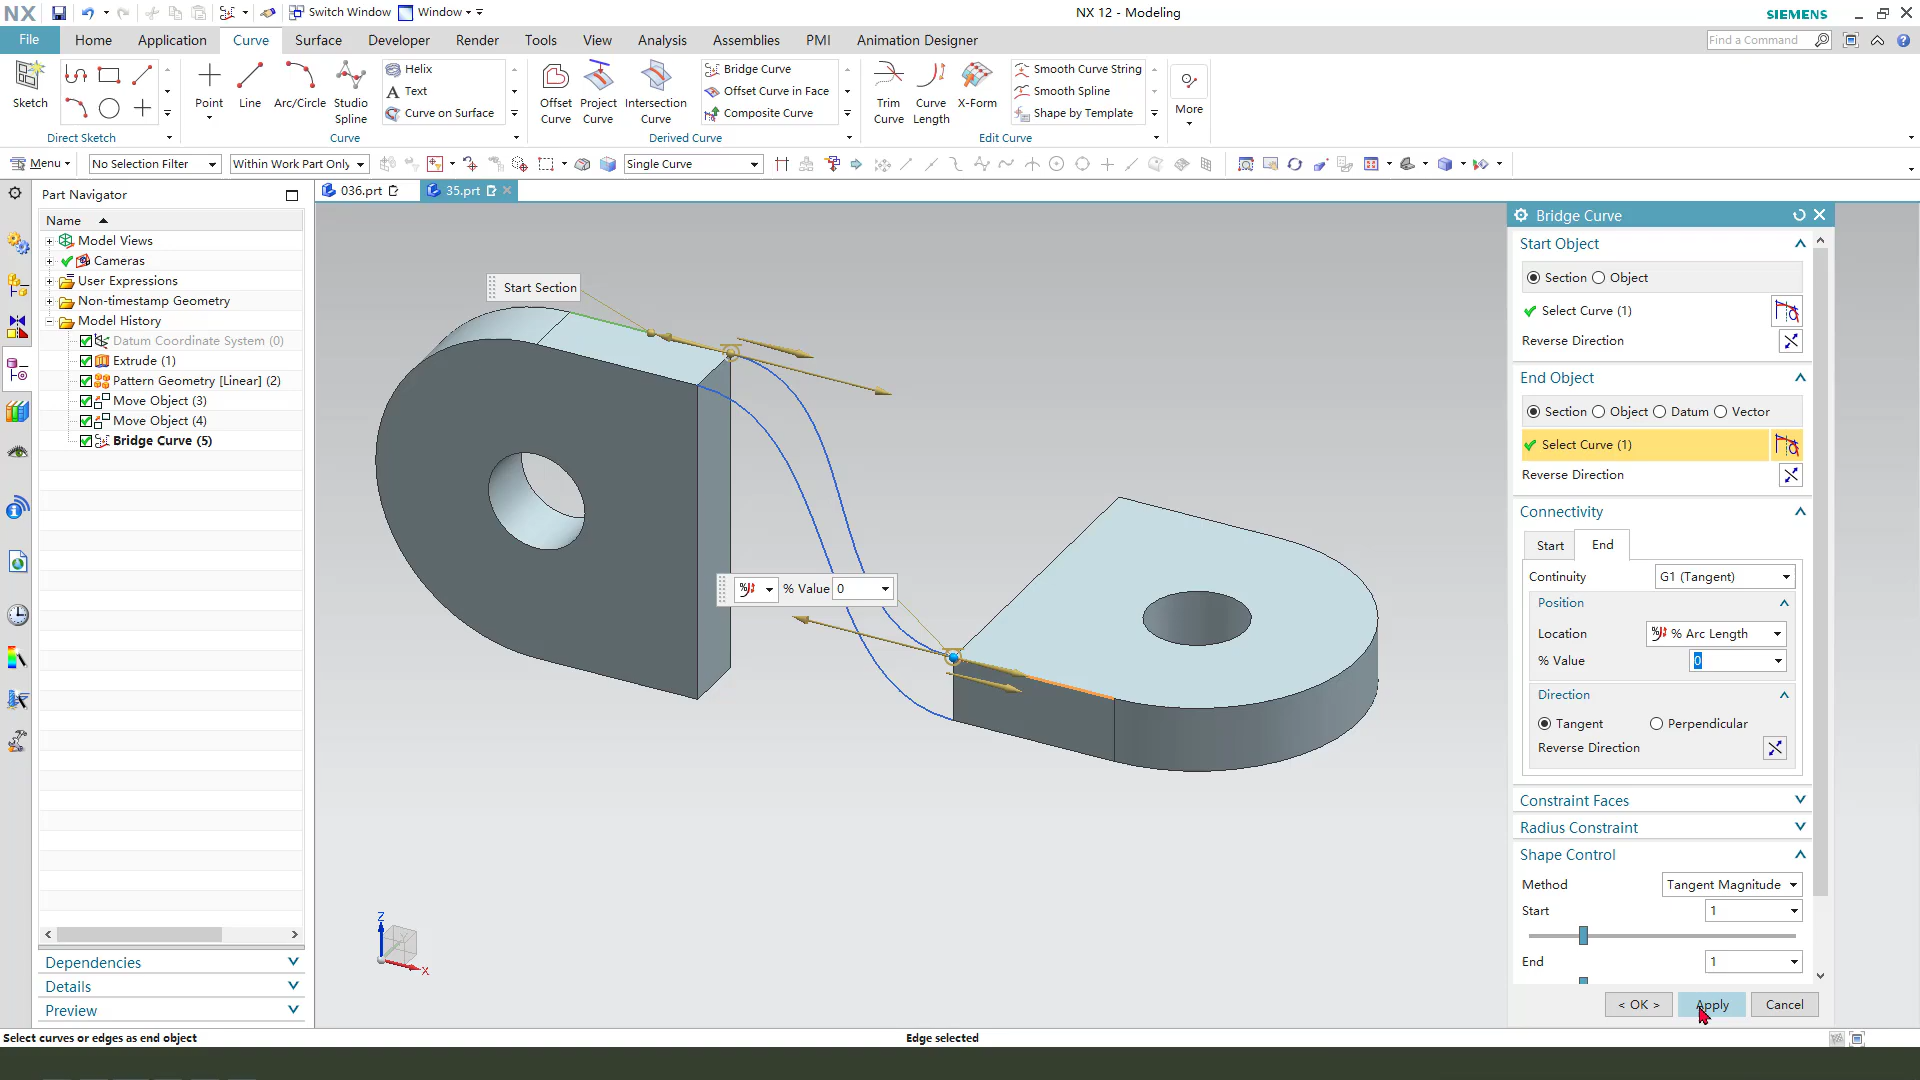 NX
Switch Window
Window
NX 12 - Modeling
SIEMENS
File
Home
Application
Curve
Surface
Developer
Render
Tools
View
Analysis
Assemblies
PMI
Animation Designer
Find a Command
Sketch
Direct Sketch
Point
Line
Arc/Circle
Studio
Spline
Helix
Text
Curve on Surface
Curve
Offset
Curve
Project
Curve
Intersection
Curve
Bridge Curve
Offset Curve in Face
Composite Curve
Derived Curve
Trim
Curve
Curve
Length
X-Form
Smooth Curve String
Smooth Spline
Shape by Template
Edit Curve
More
Menu
No Selection Filter
Within Work Part Only
Single Curve
Part Navigator
036.prt
35.prt
Name
Model Views
Cameras
User Expressions
Non-timestamp Geometry
Model History
Datum Coordinate System (0)
Extrude (1)
Pattern Geometry [Linear] (2)
Move Object (3)
Move Object (4)
Bridge Curve (5)
Dependencies
Details
Preview
Start Section
% Value 0
Z
X
Bridge Curve
Start Object
Section
Object
Select Curve (1)
Reverse Direction
End Object
Section
Object
Datum
Vector
Select Curve (1)
Reverse Direction
Connectivity
Start
End
Continuity
G1 (Tangent)
Position
Location
% Arc Length
% Value
0
Direction
Tangent
Perpendicular
Reverse Direction
Constraint Faces
Radius Constraint
Shape Control
Method
Tangent Magnitude
Start
1
End
1
< OK >
Apply
Cancel
Select curves or edges as end object
Edge selected